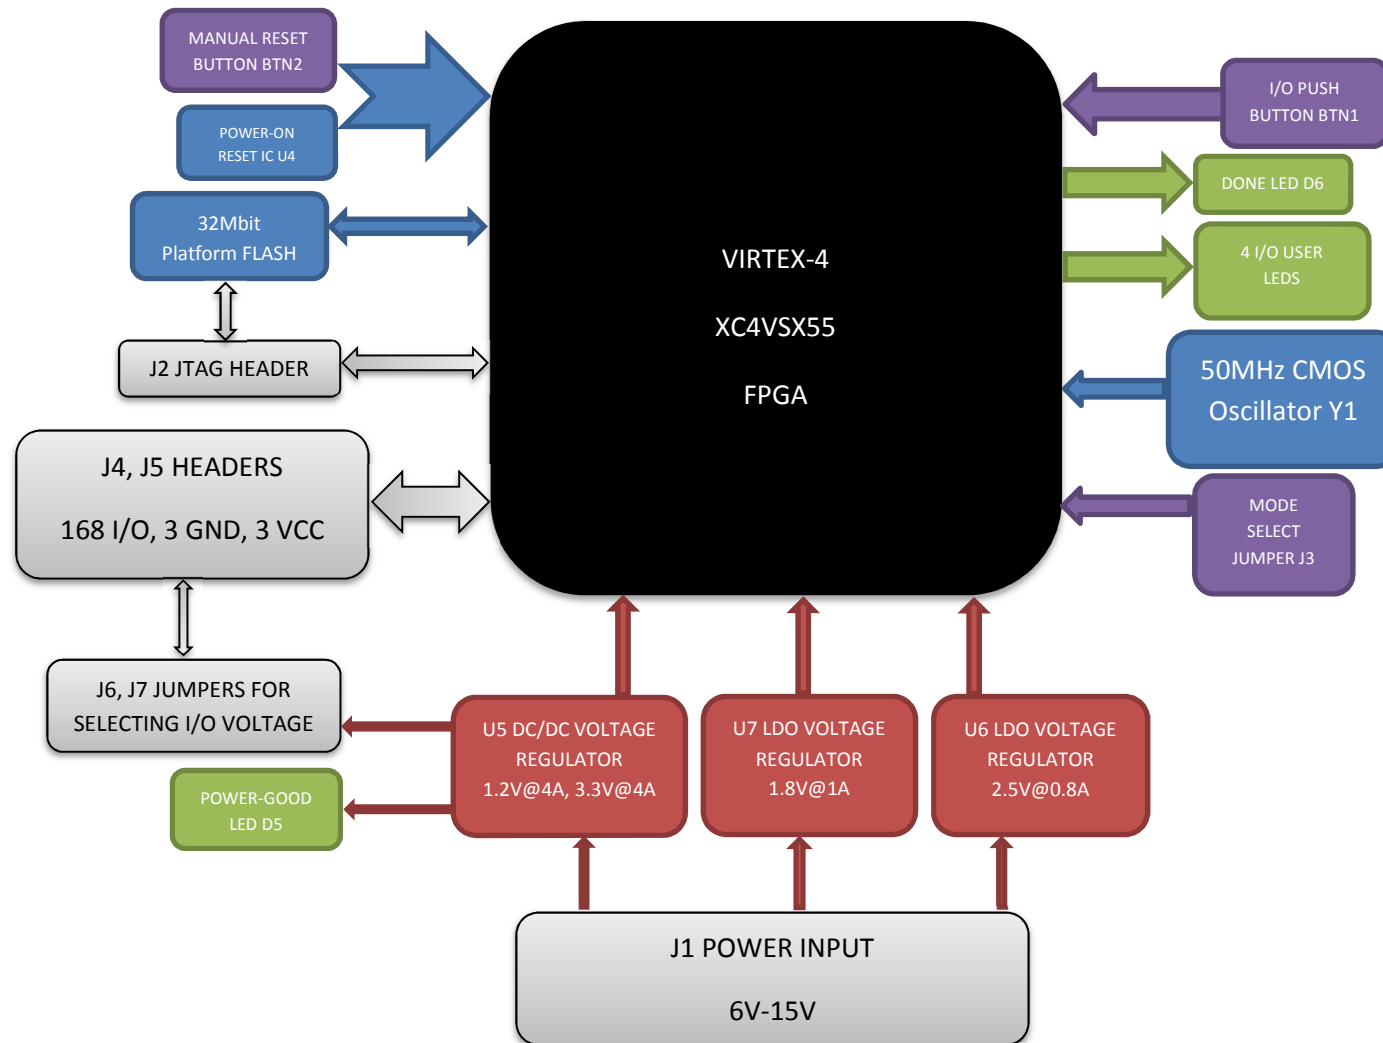 MANUAL RESET
BUTTON BTN2
POWER-ON
RESET IC U4
32Mbit
Platform FLASH
J2 JTAG HEADER
J4, J5 HEADERS
168 I/O, 3 GND, 3 VCC
J6, J7 JUMPERS FOR
SELECTING I/O VOLTAGE
POWER-GOOD
LED D5
VIRTEX-4
XC4VSX55
FPGA
I/O PUSH
BUTTON BTN1
DONE LED D6
4 I/O USER
LEDS
50MHz CMOS
Oscillator Y1
MODE
SELECT
JUMPER J3
U5 DC/DC VOLTAGE
REGULATOR
1.2V@4A, 3.3V@4A
U7 LDO VOLTAGE
REGULATOR
1.8V@1A
U6 LDO VOLTAGE
REGULATOR
2.5V@0.8A
J1 POWER INPUT
6V-15V